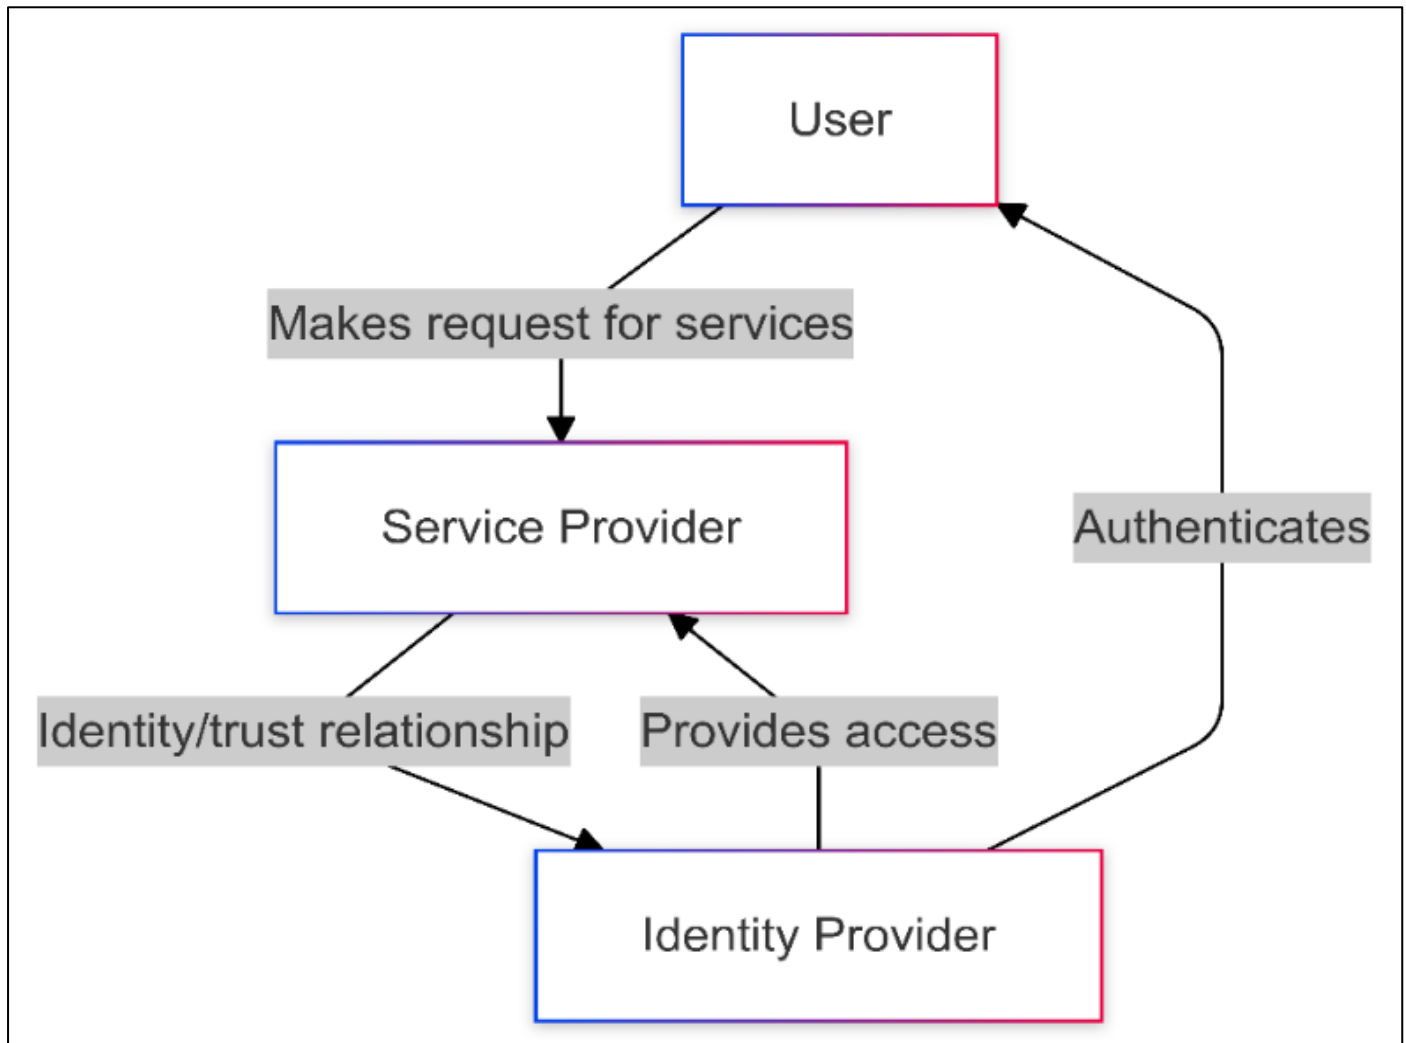 User
Makes request for services
Service Provider
Authenticates
Identity/trust relationship
Provides access
Identity Provider